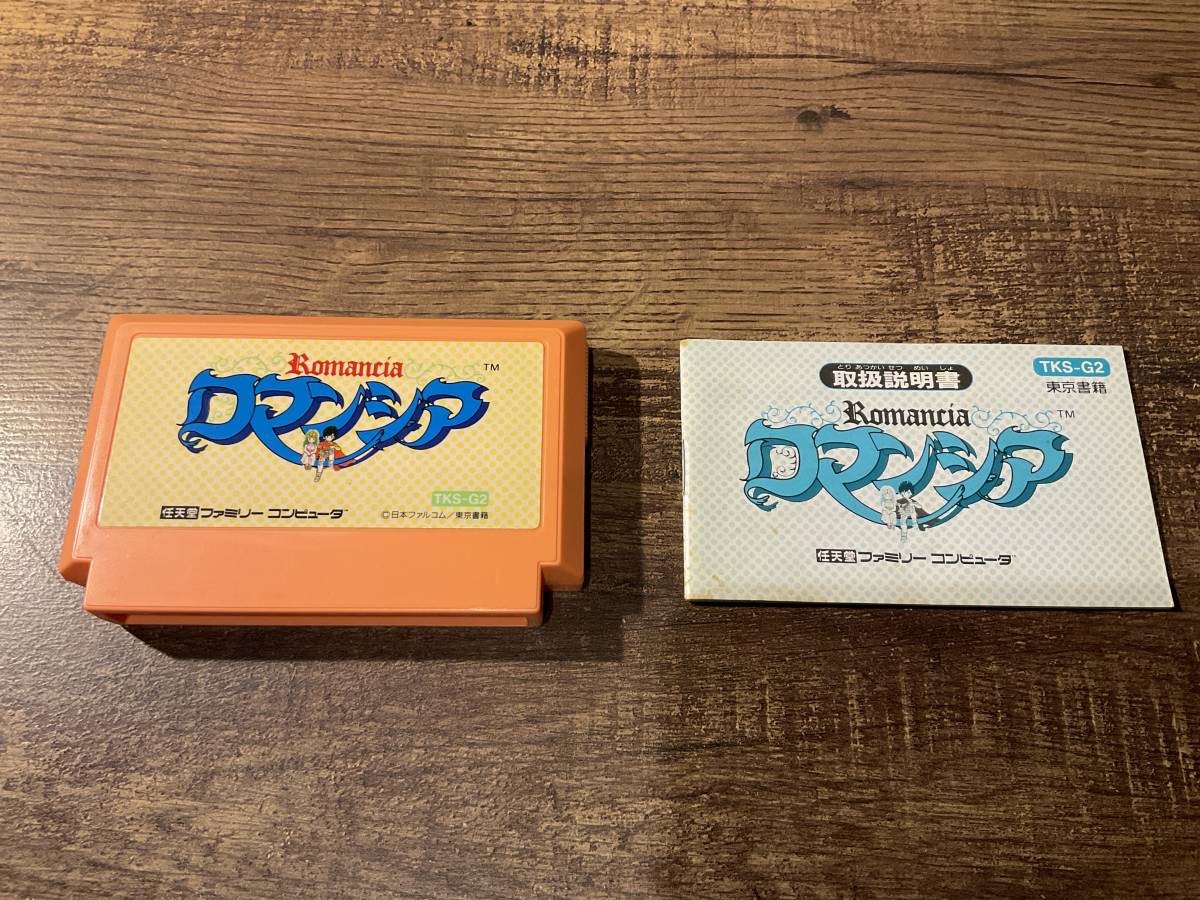 Romancia
ロマンシア TM
TKS-G2
任天堂 ファミリー コンピュータ TM
©日本ファルコム/東京書籍
とり あつかい せつ めい しょ
取扱説明書
TKS-G2
東京書籍
Romancia
ロマンシア TM
任天堂 ファミリー コンピュータ TM